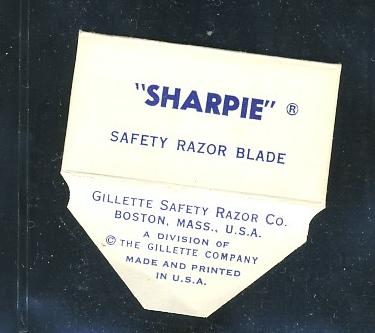 "SHARPIE" ®
SAFETY RAZOR BLADE
GILLETTE SAFETY RAZOR CO.
BOSTON, MASS., U.S.A.
A DIVISION OF
© THE GILLETTE COMPANY
MADE AND PRINTED
IN U.S.A.